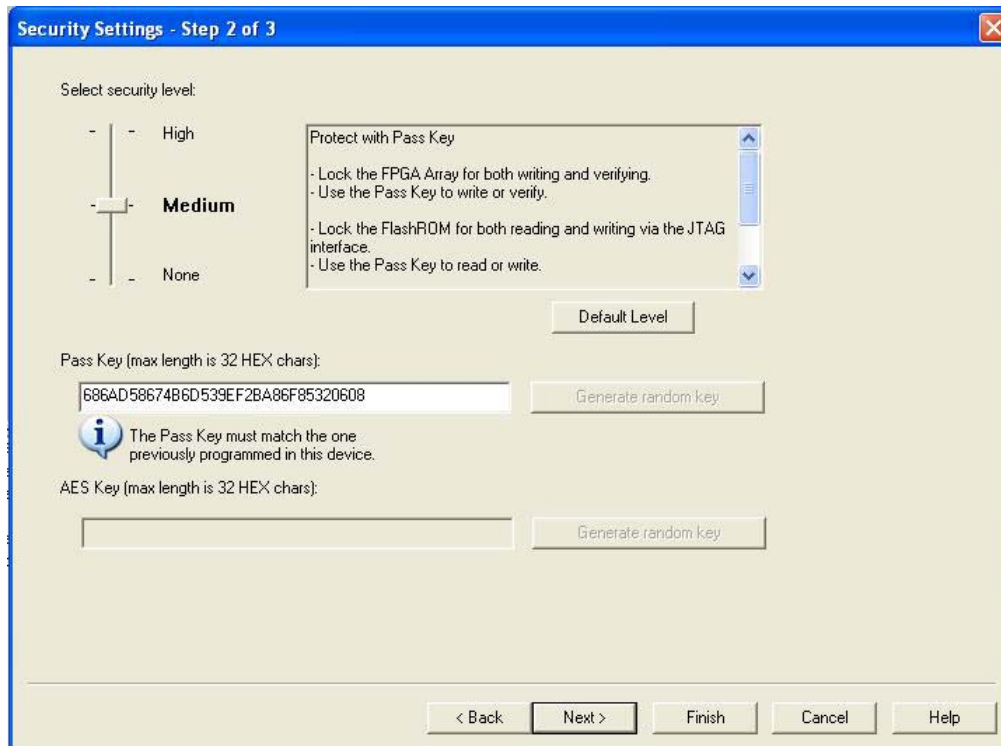 Security Settings - Step 2 of 3
Select security level:
High
Medium
None
Protect with Pass Key
- Lock the FPGA Array for both writing and verifying.
- Use the Pass Key to write or verify.
- Lock the FlashROM for both reading and writing via the JTAG
interface.
- Use the Pass Key to read or write.
Default Level
Pass Key (max length is 32 HEX chars):
686AD58674B6D539EF2BA86F85320608
Generate random key
The Pass Key must match the one
previously programmed in this device.
AES Key (max length is 32 HEX chars):
Generate random key
< Back
Next >
Finish
Cancel
Help